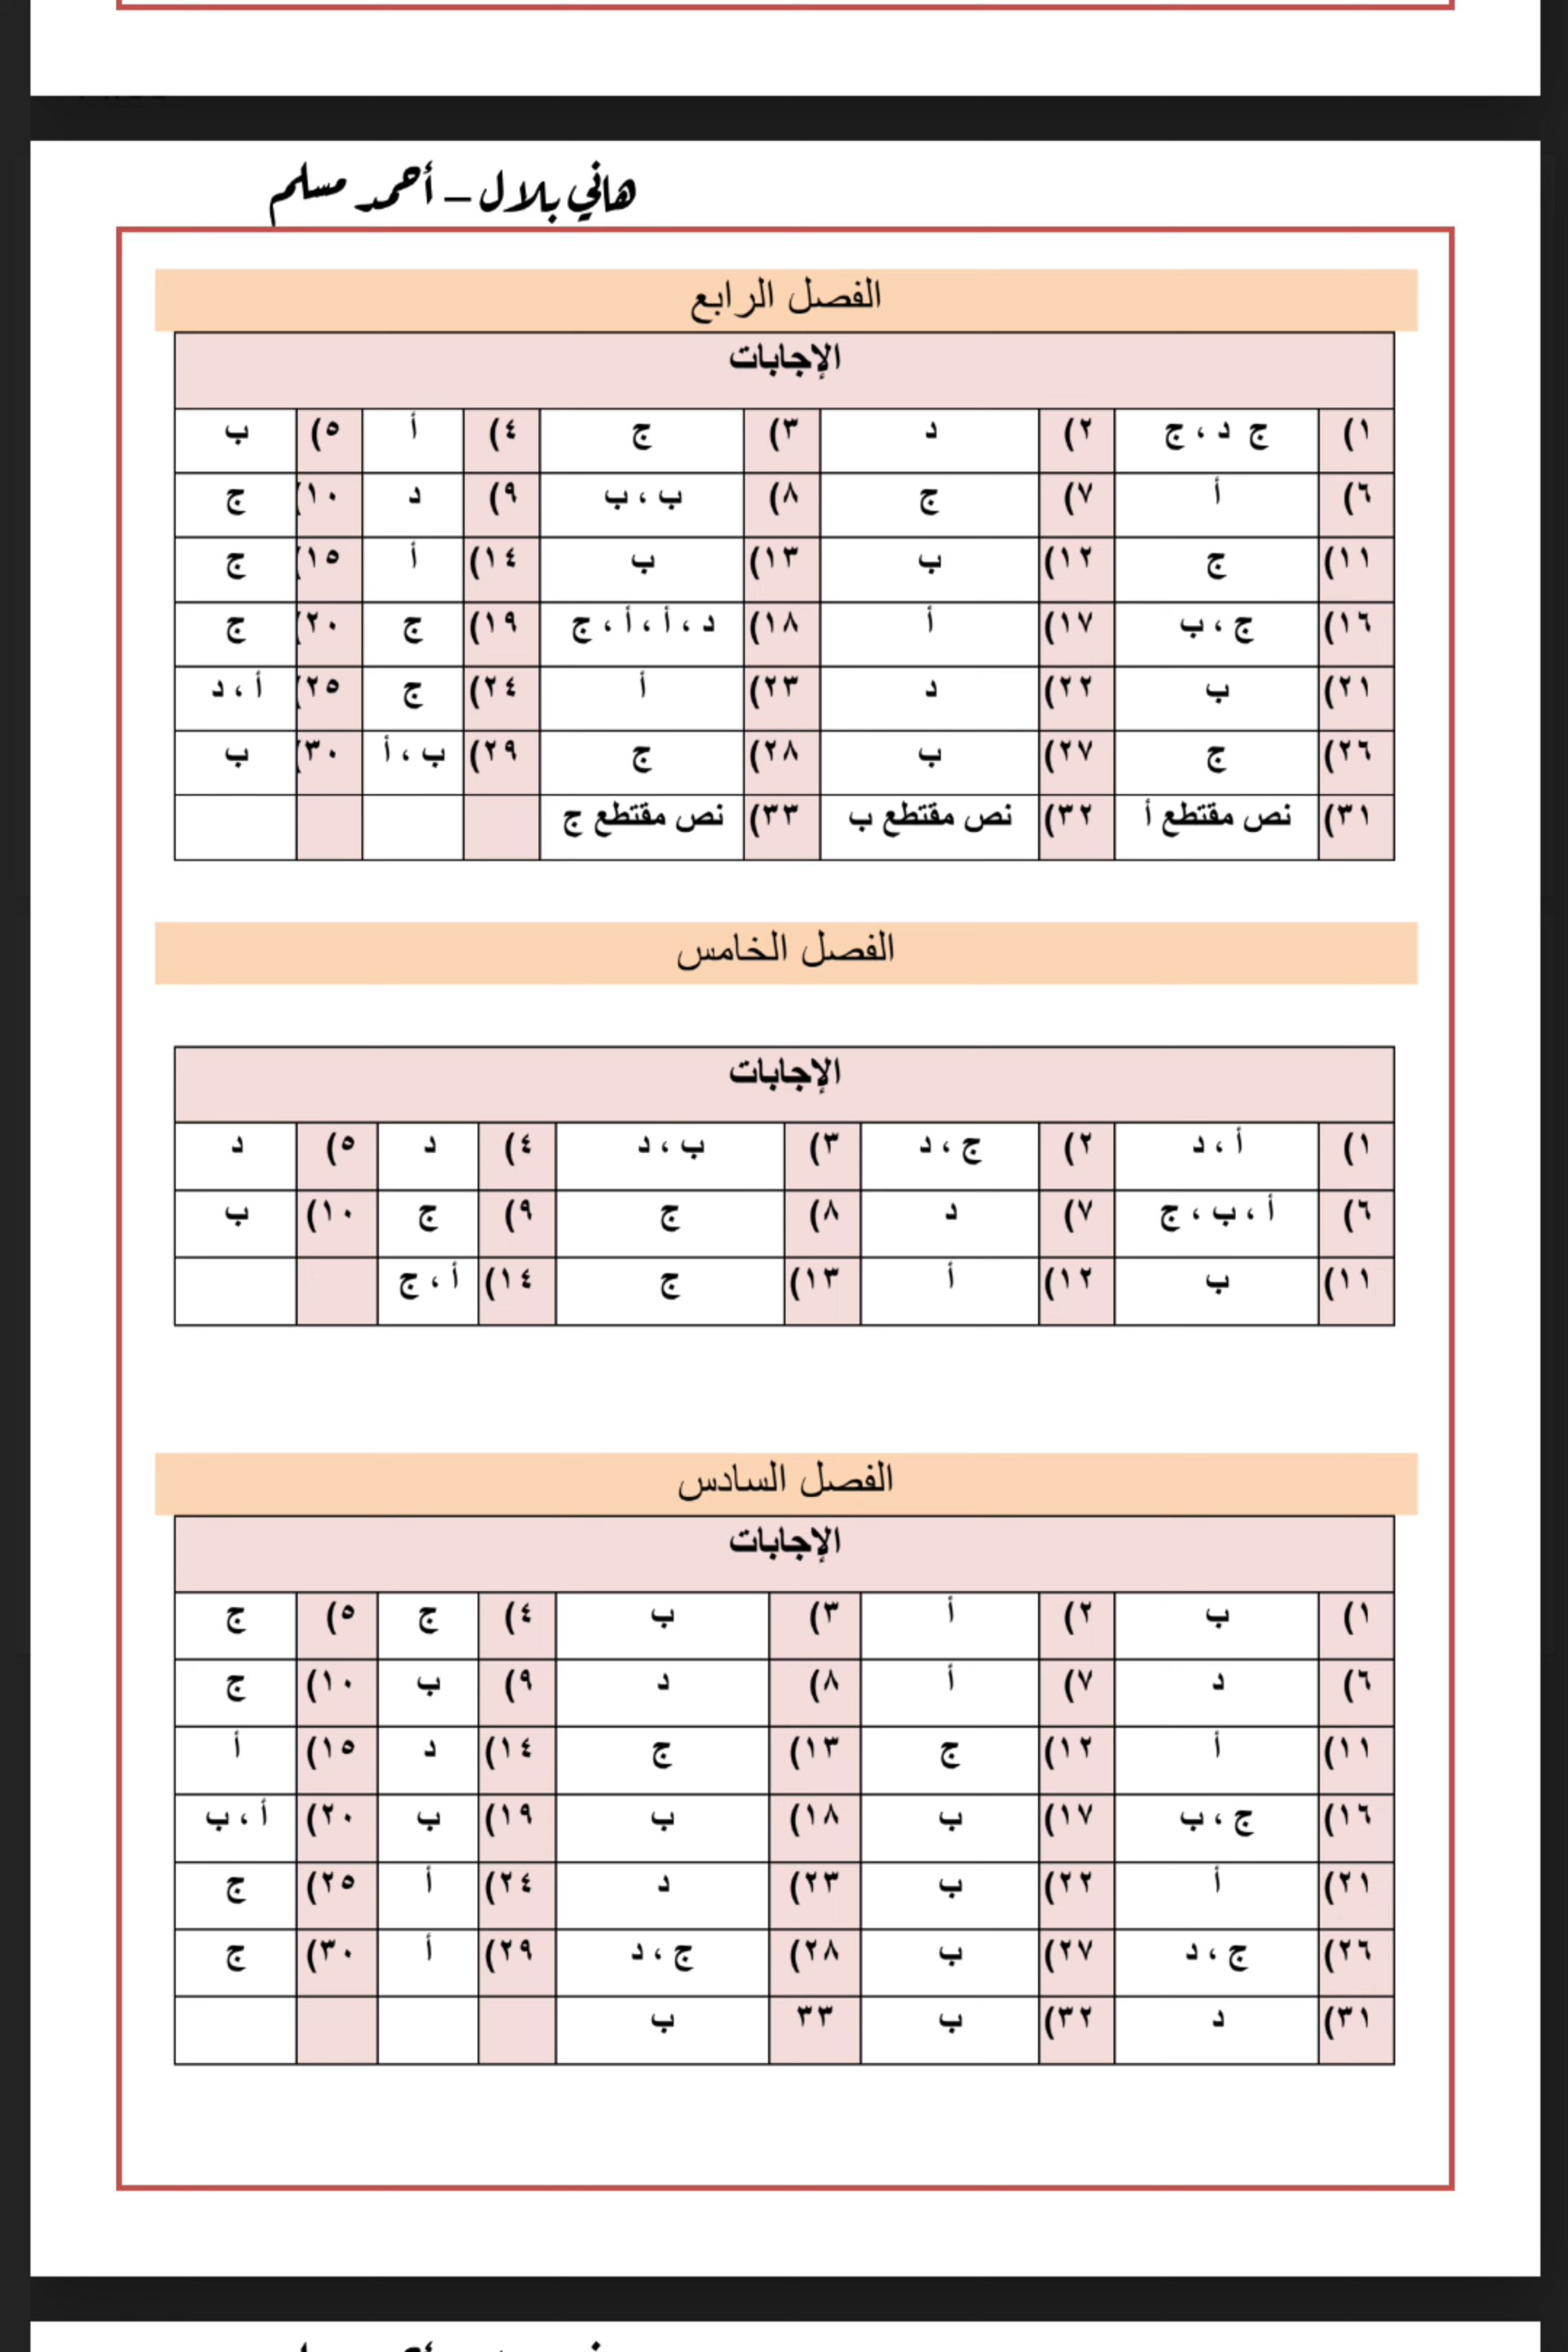 هاني بلال – أحمد مسلم
الفصل الرابع
الإجابات
١) ج د ، ج ٢) د ٣) ج ٤) أ ٥) ب
٦) أ ٧) ج ٨) ب ، ب ٩) د ١٠) ج
١١) ج ١٢) ب ١٣) ب ١٤) أ ١٥) ج
١٦) ج ، ب ١٧) أ ١٨) د ، أ ، أ ، ج ١٩) ج ٢٠) ج
٢١) ب ٢٢) د ٢٣) أ ٢٤) ج ٢٥) أ ، د
٢٦) ج ٢٧) ب ٢٨) ج ٢٩) ب ، أ ٣٠) ب
٣١) نص مقتطع أ ٣٢) نص مقتطع ب ٣٣) نص مقتطع ج
الفصل الخامس
الإجابات
١) أ ، د ٢) ج ، د ٣) ب ، د ٤) د ٥) د
٦) أ ، ب ، ج ٧) د ٨) ج ٩) ج ١٠) ب
١١) ب ١٢) أ ١٣) ج ١٤) أ ، ج
الفصل السادس
الإجابات
١) ب ٢) أ ٣) ب ٤) ج ٥) ج
٦) د ٧) أ ٨) د ٩) ب ١٠) ج
١١) أ ١٢) ج ١٣) ج ١٤) د ١٥) أ
١٦) ج ، ب ١٧) ب ١٨) ب ١٩) ب ٢٠) أ ، ب
٢١) أ ٢٢) ب ٢٣) د ٢٤) أ ٢٥) ج
٢٦) ج ، د ٢٧) ب ٢٨) ج ، د ٢٩) أ ٣٠) ج
٣١) د ٣٢) ب ٣٣ ب